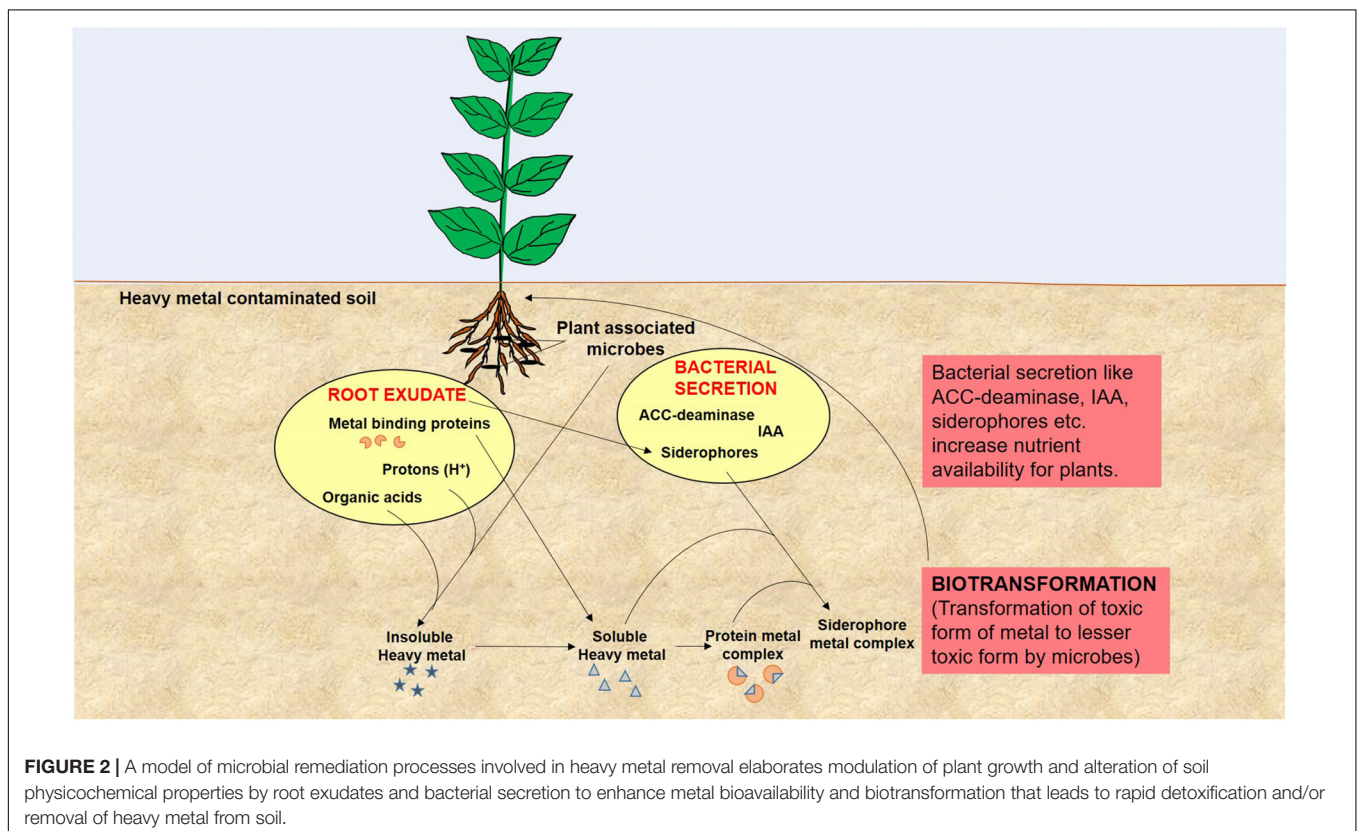 Heavy metal contaminated soil
Plant associated
microbes
ROOT EXUDATE
Metal binding proteins
Protons (H⁺)
Organic acids
BACTERIAL
SECRETION
ACC-deaminase
IAA
Siderophores
Bacterial secretion like
ACC-deaminase, IAA,
siderophores etc.
increase nutrient
availability for plants.
Insoluble
Heavy metal
Soluble
Heavy metal
Protein metal
complex
Siderophore
metal complex
BIOTRANSFORMATION
(Transformation of toxic
form of metal to lesser
toxic form by microbes)
FIGURE 2 | A model of microbial remediation processes involved in heavy metal removal elaborates modulation of plant growth and alteration of soil
physicochemical properties by root exudates and bacterial secretion to enhance metal bioavailability and biotransformation that leads to rapid detoxification and/or
removal of heavy metal from soil.